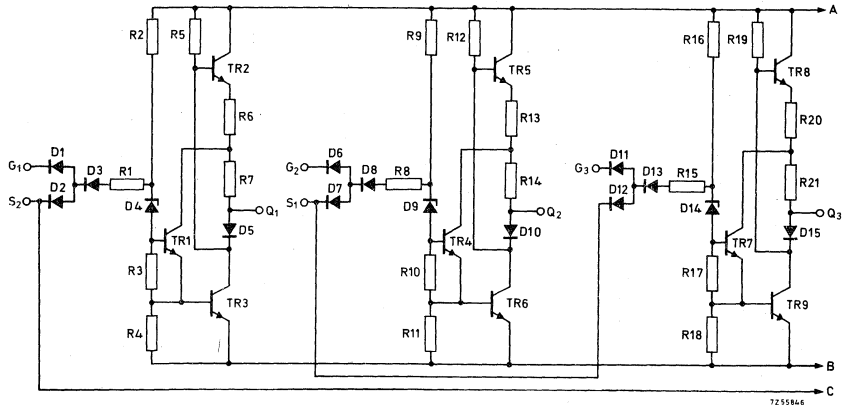 A
R2 R5 R9 R12 R16 R19
TR2 TR5 TR8
R6 R13 R20
D1 D6 D11
G1 D3 R1 G2 D8 R8 G3 D13 R15
R7 R14 R21
S2 D2 S1 D7 D12
D4 Q1 D9 Q2 D14 Q3
TR1 D5 TR4 D10 TR7 D15
R3 R10 R17
TR3 TR6 TR9
R4 R11 R18
B
C
7Z55846